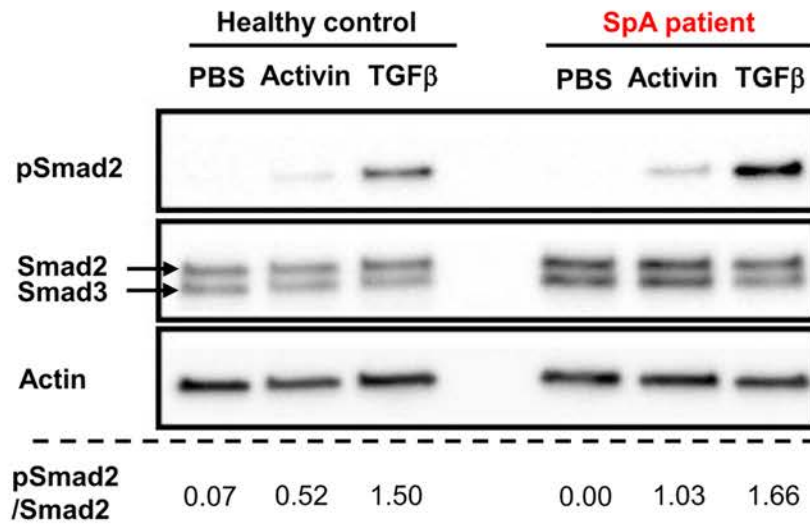 Healthy control SpA patient
PBS Activin TGFβ PBS Activin TGFβ
pSmad2
Smad2
Smad3
Actin
pSmad2
/Smad2 0.07 0.52 1.50 0.00 1.03 1.66